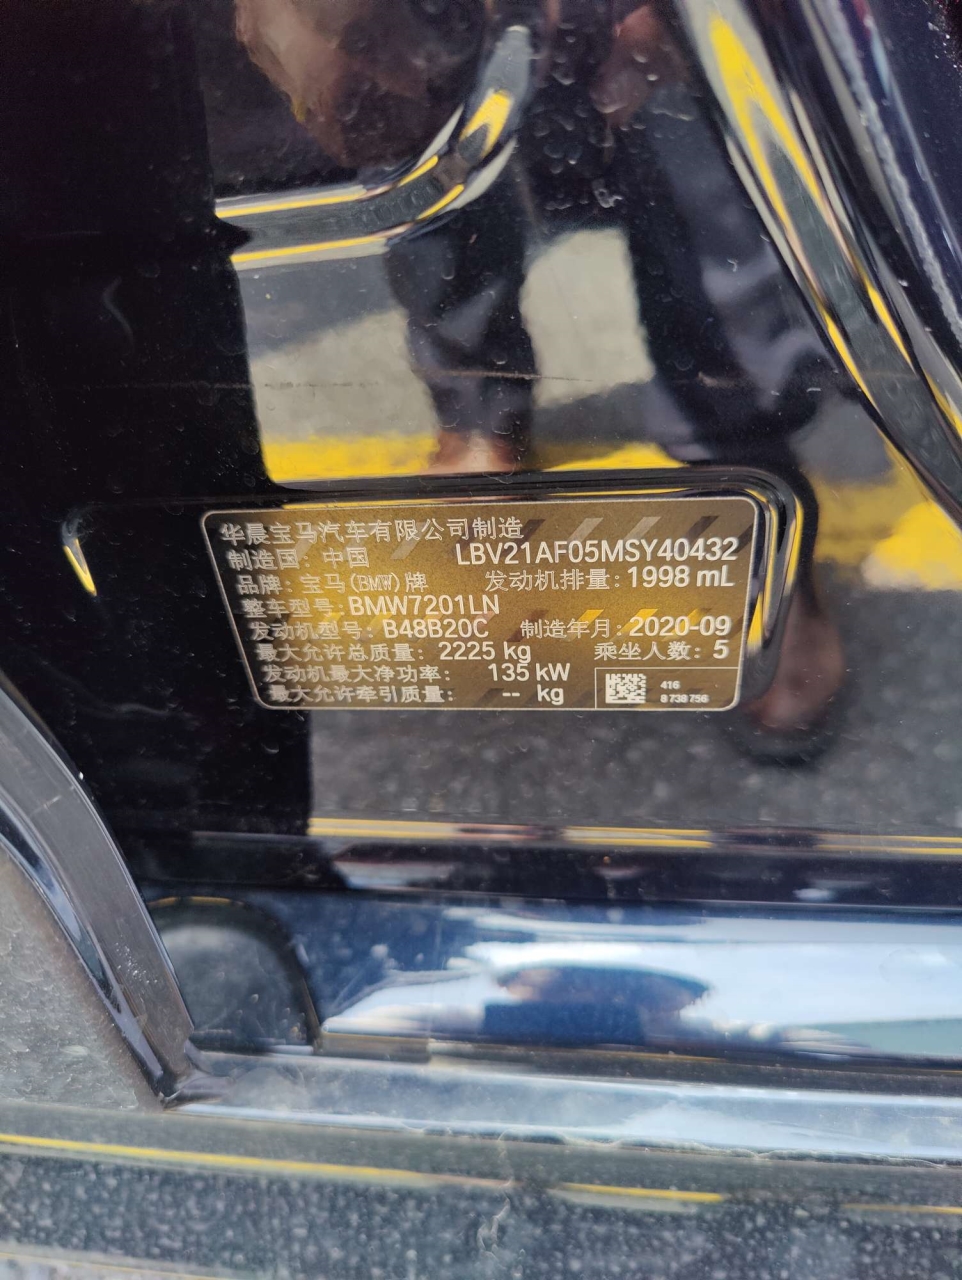 华晨宝马汽车有限公司制造
制造国：中国 LBV21AF05MSY40432
品牌：宝马(BMW)牌 发动机排量：1998 mL
整车型号：BMW7201LN
发动机型号：B48B20C 制造年月：2020-09
最大允许总质量：2225 kg 乘坐人数：5
发动机最大净功率：135 kW
最大允许牵引质量：-- kg
416
8 738 756